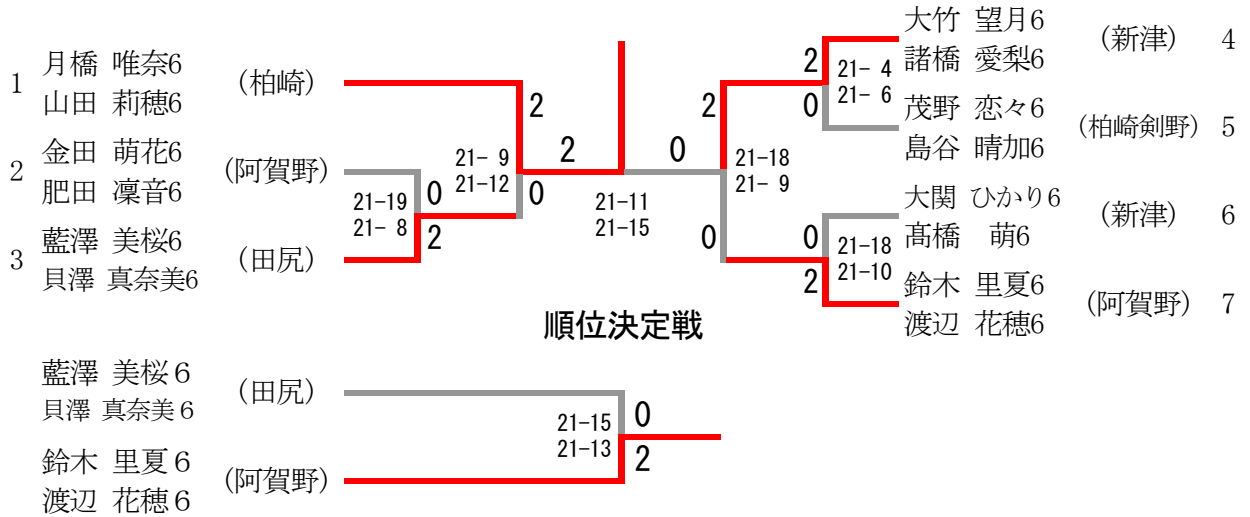 1
月橋 唯奈6
山田 莉穂6
(柏崎)
2
金田 萌花6
肥田 凜音6
(阿賀野)
3
藍澤 美桜6
貝澤 真奈美6
(田尻)
21-19
21- 8
0
2
21- 9
21-12
2
0
2
0
21-11
21-15
2
0
21-18
21- 9
2
0
21- 4
21- 6
0
2
21-18
21-10
大竹 望月6
諸橋 愛梨6
(新津)
4
茂野 恋々6
島谷 晴加6
(柏崎剣野)
5
大関 ひかり6
髙橋 萌6
(新津)
6
鈴木 里夏6
渡辺 花穂6
(阿賀野)
7
順位決定戦
藍澤 美桜6
貝澤 真奈美6
(田尻)
鈴木 里夏6
渡辺 花穂6
(阿賀野)
21-15
21-13
0
2